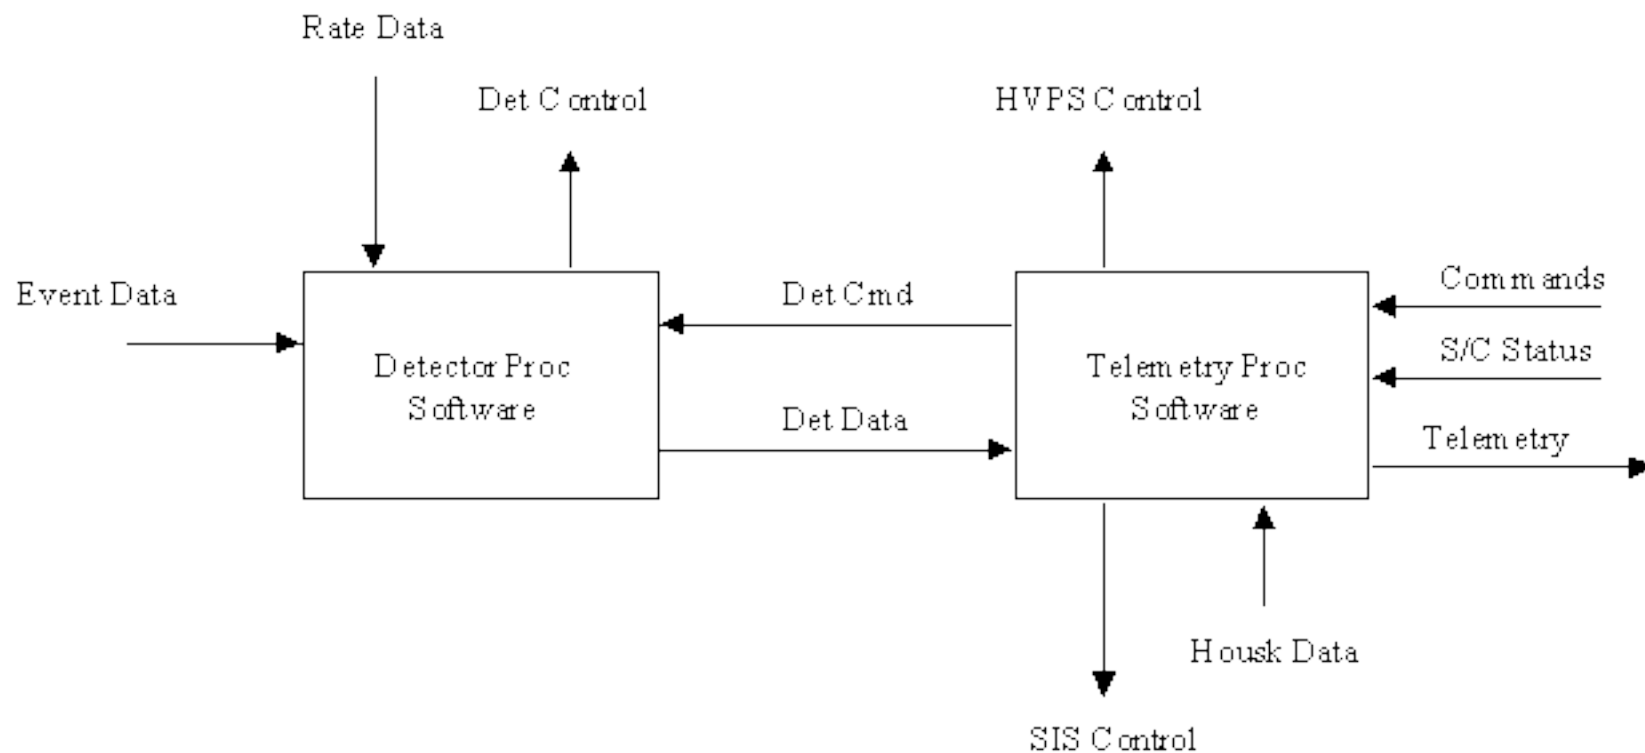 Rate Data
Det Control
HVPS Control
Event Data
Det Cmd
Commands
S/C Status
Detector Proc
Software
Telemetry Proc
Software
Det Data
Telemetry
Housk Data
SIS Control